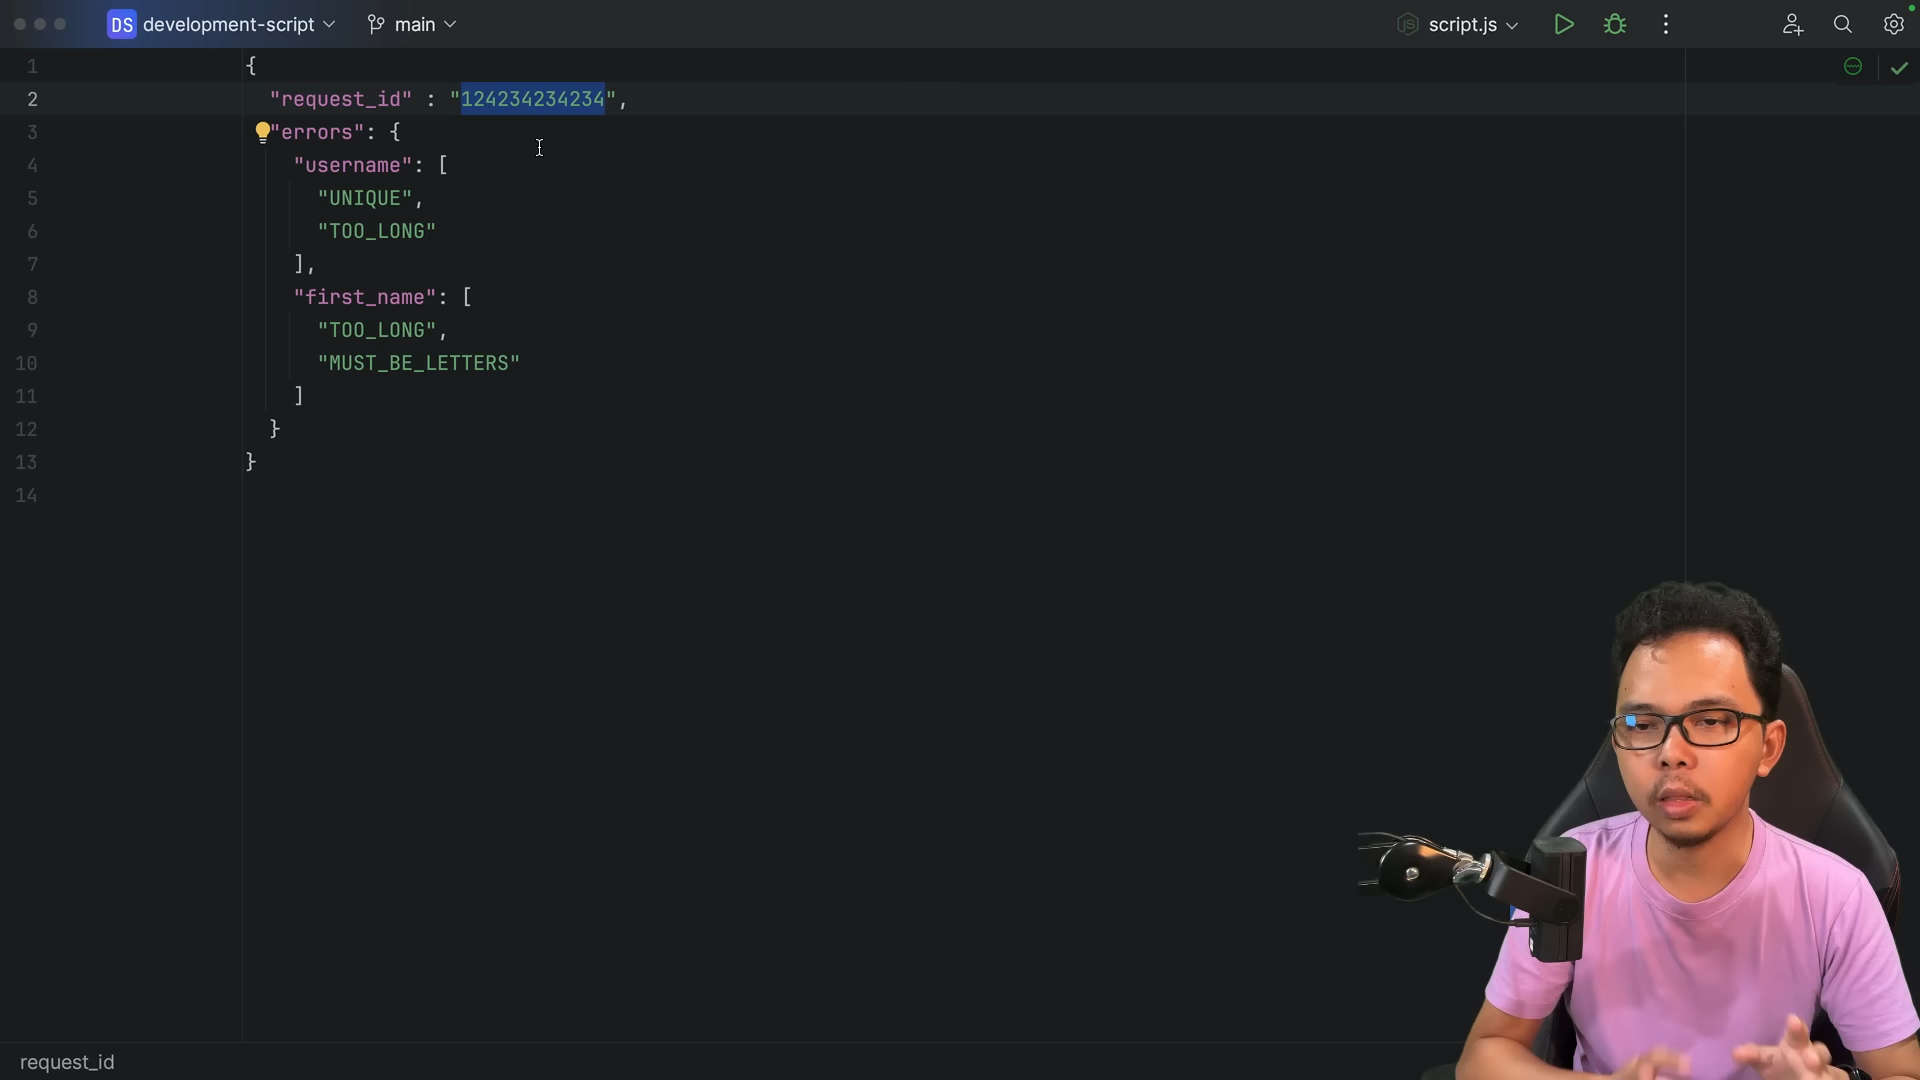 DS development-script main script.js
1 {
2 "request_id" : "124234234234",
3 "errors": {
4 "username": [
5 "UNIQUE",
6 "TOO_LONG"
7 ],
8 "first_name": [
9 "TOO_LONG",
10 "MUST_BE_LETTERS"
11 ]
12 }
13 }
14
request_id